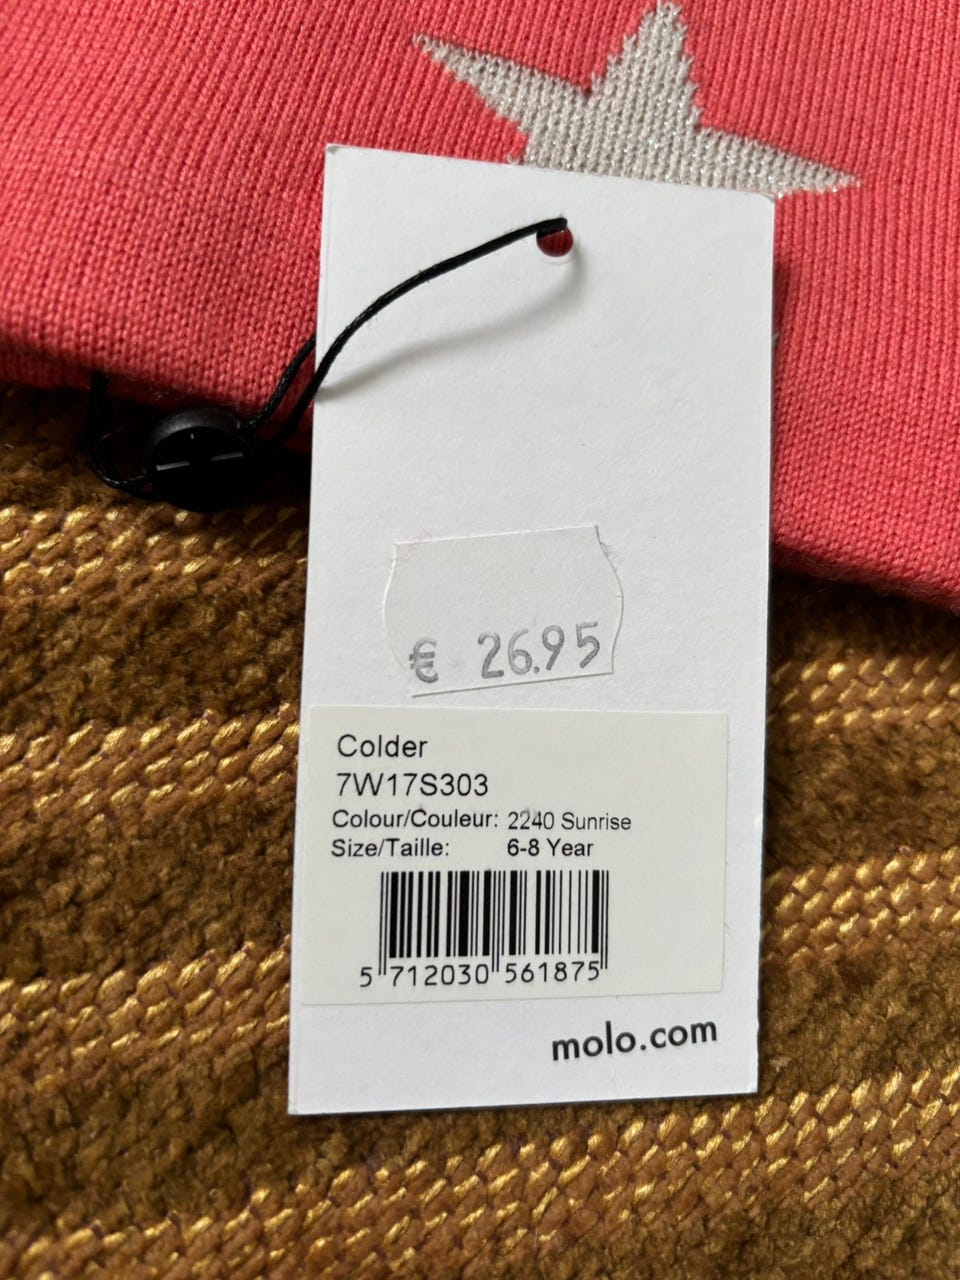 € 26.95
Colder
7W17S303
Colour/Couleur: 2240 Sunrise
Size/Taille: 6-8 Year
5 712030 561875
molo.com